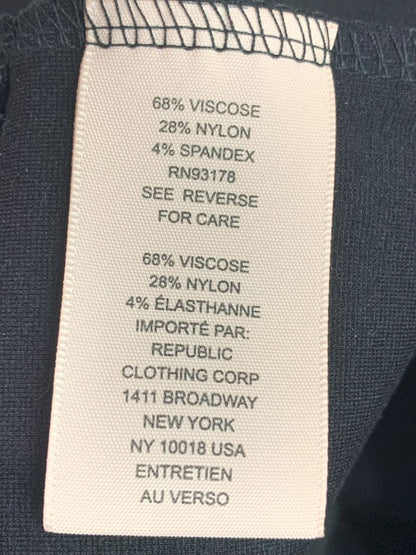 68% VISCOSE
28% NYLON
4% SPANDEX
RN93178
SEE REVERSE
FOR CARE
68% VISCOSE
28% NYLON
4% ÉLASTHANNE
IMPORTÉ PAR:
REPUBLIC
CLOTHING CORP
1411 BROADWAY
NEW YORK
NY 10018 USA
ENTRETIEN
AU VERSO